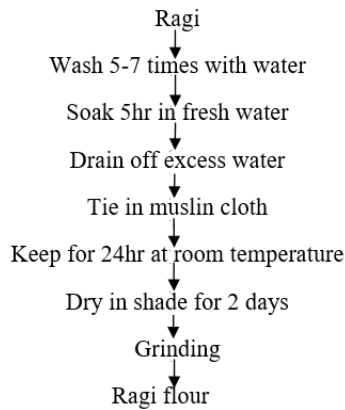 Ragi
Wash 5-7 times with water
Soak 5hr in fresh water
Drain off excess water
Tie in muslin cloth
Keep for 24hr at room temperature
Dry in shade for 2 days
Grinding
Ragi flour